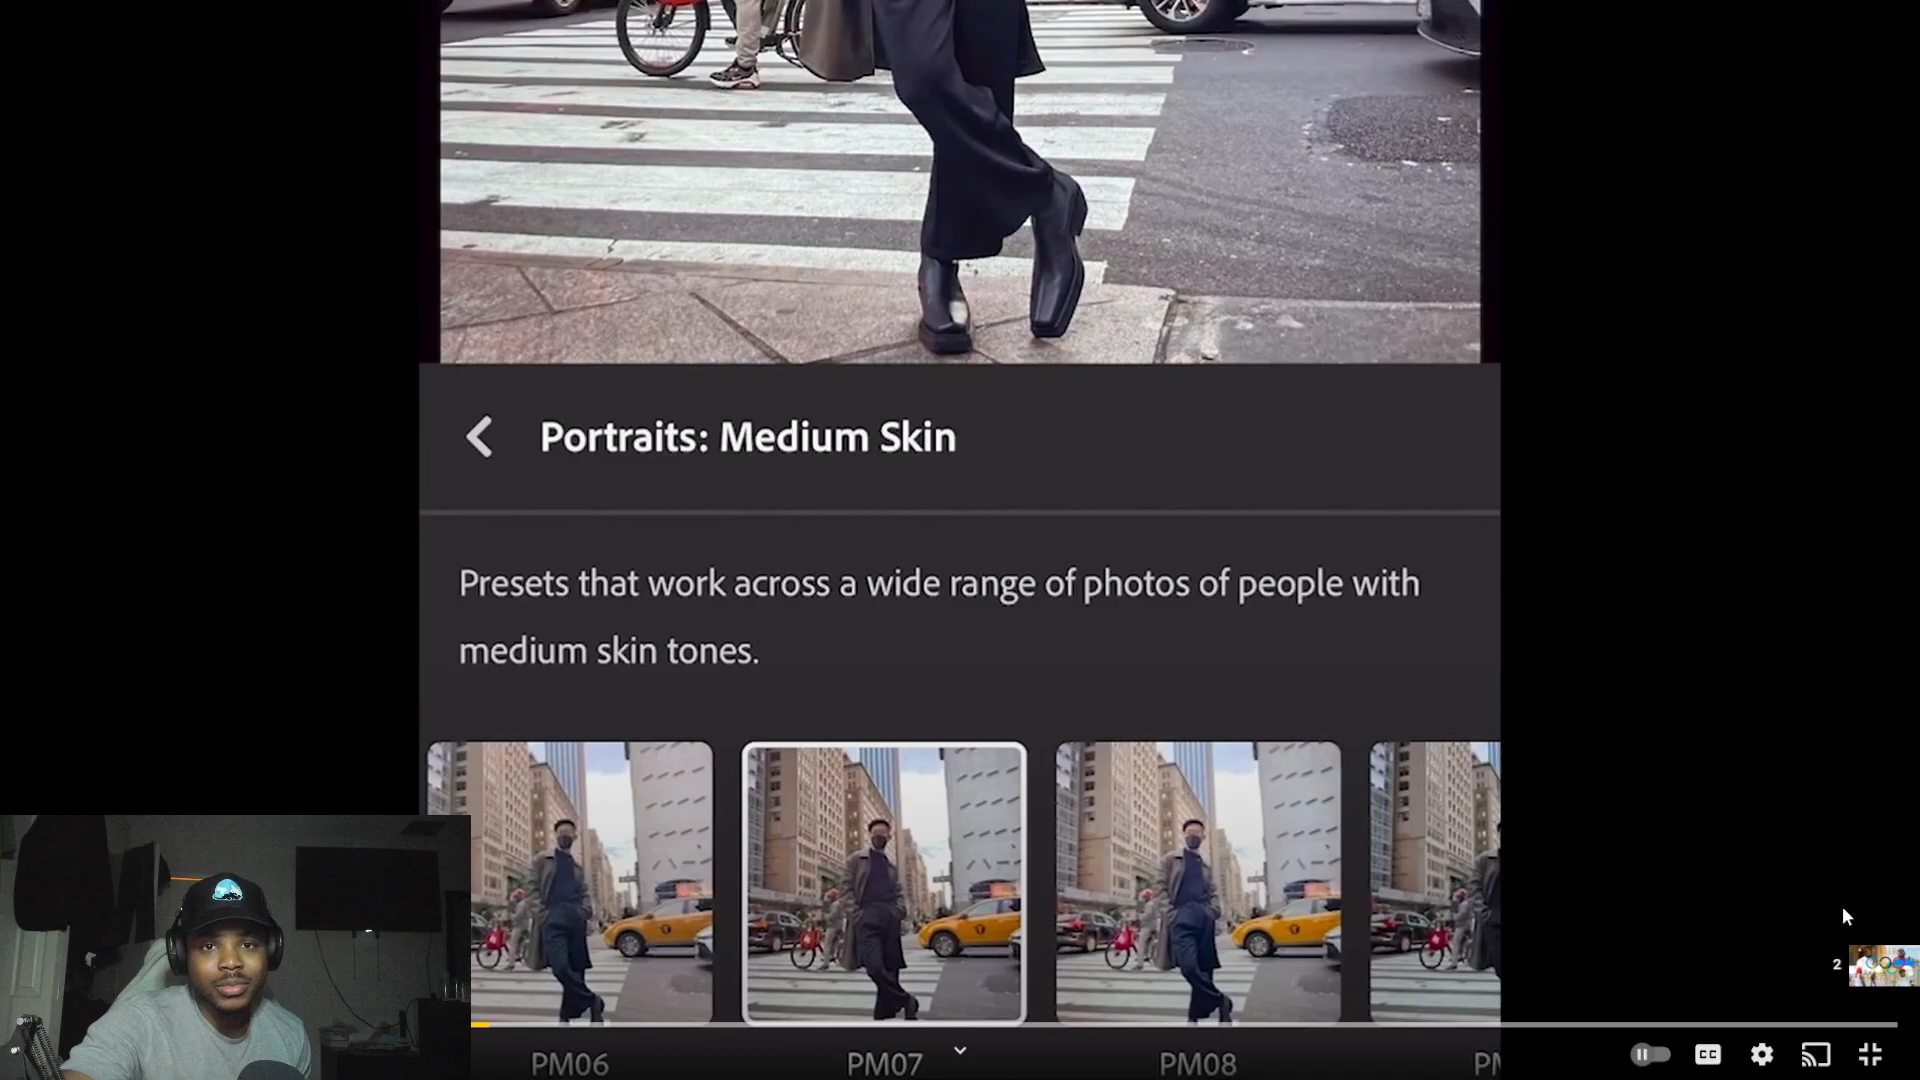 Portraits: Medium Skin
Presets that work across a wide range of photos of people with
medium skin tones.
PM06
PM07
PM08
2
CC